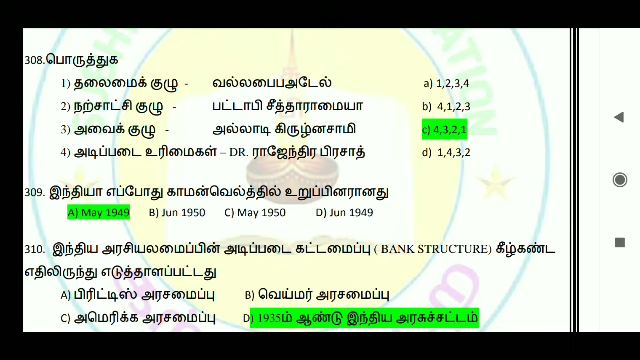 308.பொருத்துக
1) தலைமைக் குழு - வல்லபைபஅடேல் a) 1,2,3,4
2) நற்சாட்சி குழு - பட்டாபி சீத்தாராமையா b) 4,1,2,3
3) அவைக் குழு - அல்லாடி கிருழ்னசாமி c) 4,3,2,1
4) அடிப்படை உரிமைகள் – DR. ராஜேந்திர பிரசாத் d) 1,4,3,2
309. இந்தியா எப்போது காமன்வெல்த்தில் உறுப்பினரானது
A) May 1949 B) Jun 1950 C) May 1950 D) Jun 1949
310. இந்திய அரசியலமைப்பின் அடிப்படை கட்டமைப்பு ( BANK STRUCTURE) கீழ்கண்ட
எதிலிருந்து எடுத்தாளப்பட்டது
A) பிரிட்டிஸ் அரசமைப்பு B) வெய்மர் அரசமைப்பு
C) அமெரிக்க அரசமைப்பு D) 1935ம் ஆண்டு இந்திய அரசுச்சட்டம்